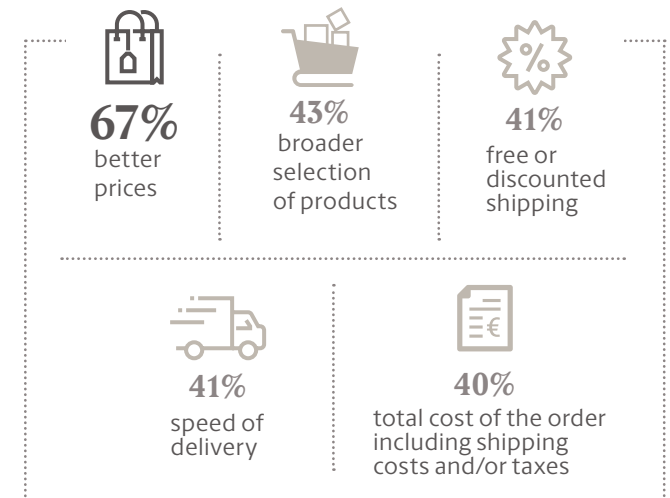 67%
better
prices
43%
broader
selection
of products
%
41%
free or
discounted
shipping
41%
speed of
delivery
€
40%
total cost of the order
including shipping
costs and/or taxes